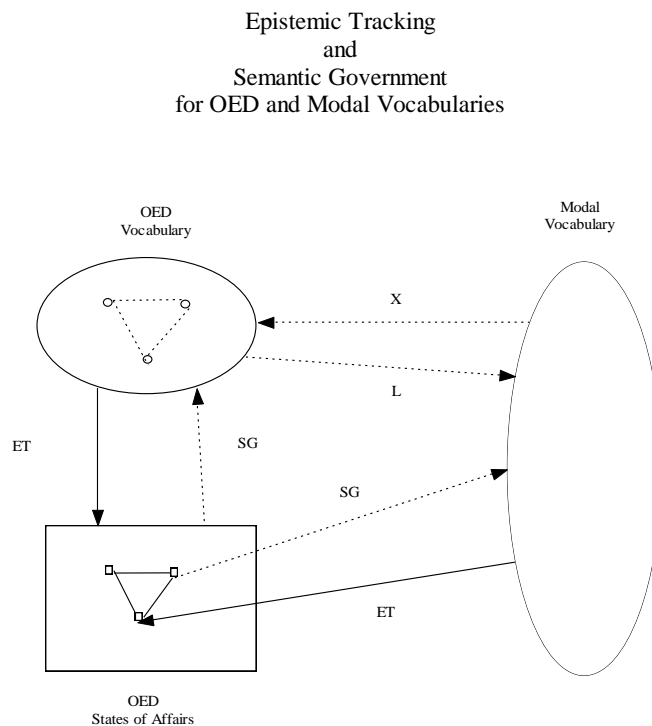 Epistemic Tracking
and
Semantic Government
for OED and Modal Vocabularies
OED
Vocabulary
Modal
Vocabulary
X
L
ET
SG
SG
ET
OED
States of Affairs